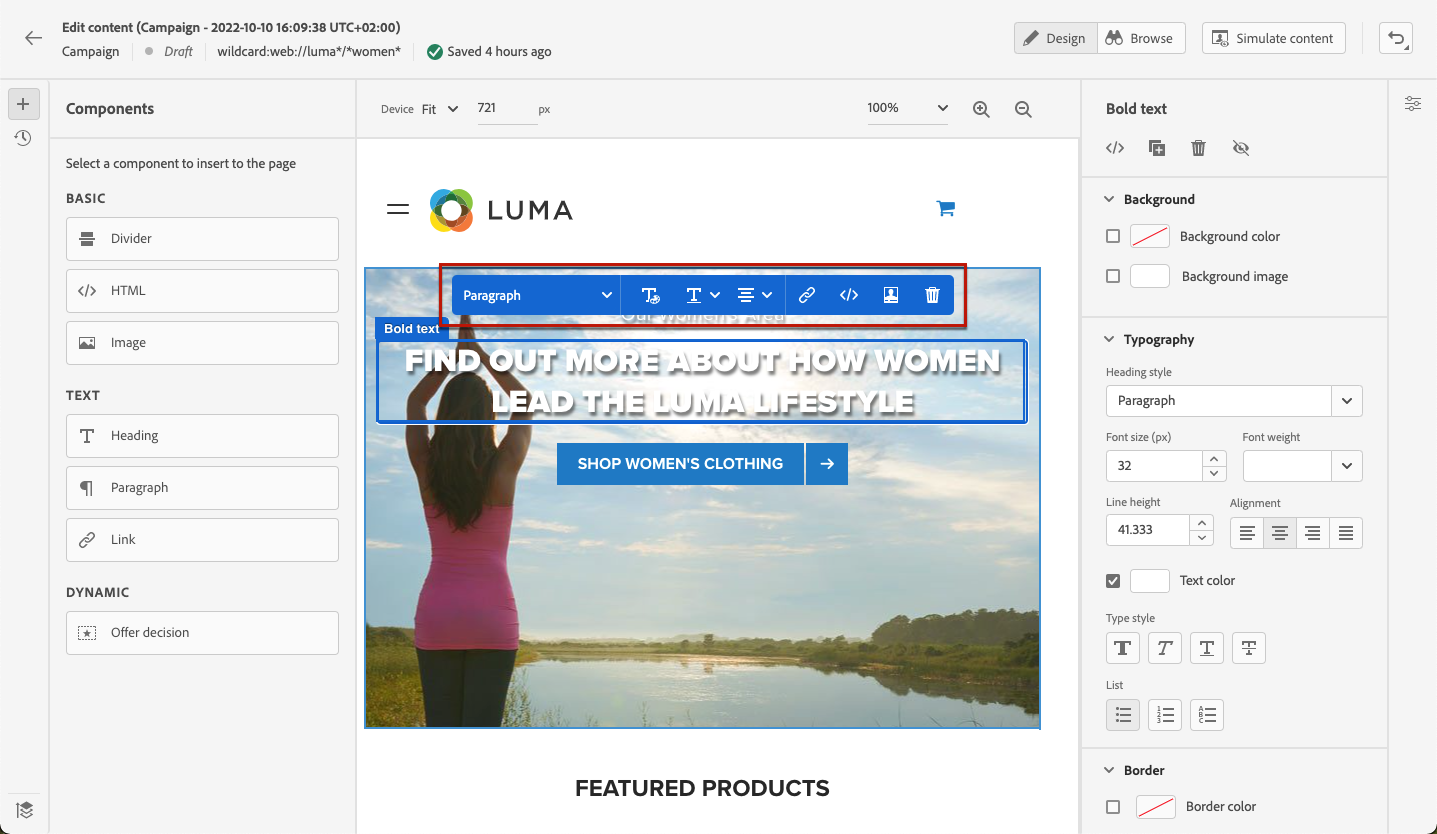 Edit content (Campaign - 2022-10-10 16:09:38 UTC+02:00)
Campaign Draft wildcard:web://luma*/*women* Saved 4 hours ago
Design Browse Simulate content
Components
Select a component to insert to the page
BASIC
Divider
HTML
Image
TEXT
Heading
Paragraph
Link
DYNAMIC
Offer decision
Device Fit 721 px 100%
LUMA
Paragraph
Our Women's Area
Bold text
FIND OUT MORE ABOUT HOW WOMEN
LEAD THE LUMA LIFESTYLE
SHOP WOMEN'S CLOTHING
FEATURED PRODUCTS
Bold text
Background
Background color
Background image
Typography
Heading style
Paragraph
Font size (px) Font weight
32
Line height Alignment
41.333
Text color
Type style
List
Border
Border color